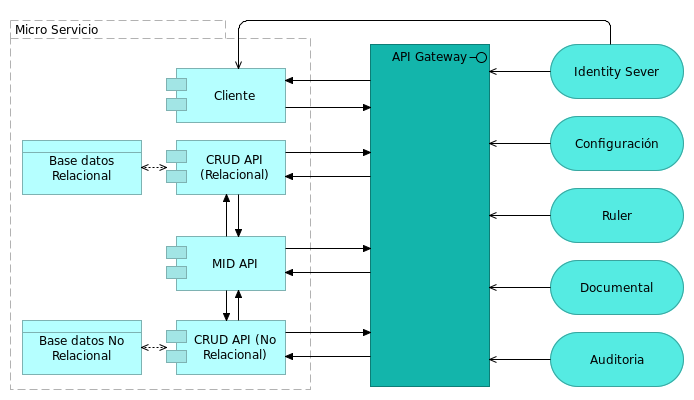 Micro Servicio
API Gateway
Identity Sever
Cliente
Configuración
Base datos
Relacional
CRUD API
(Relacional)
Ruler
MID API
Documental
Base datos No
Relacional
CRUD API (No
Relacional)
Auditoria